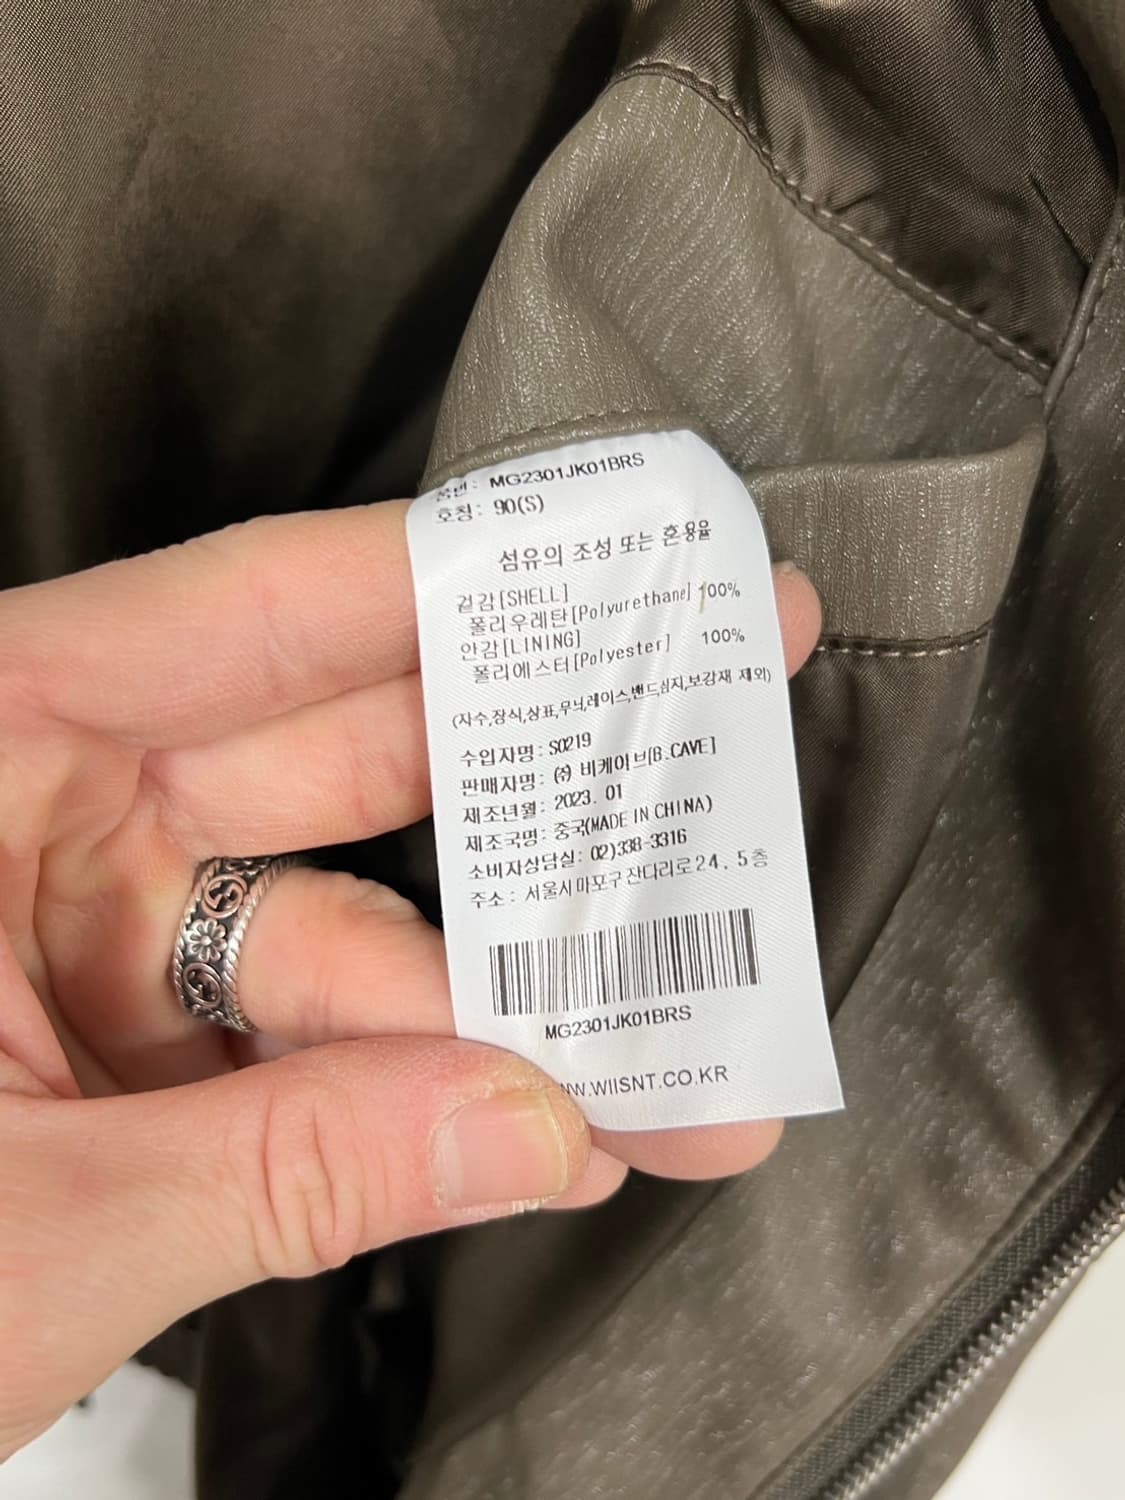 품번: MG2301JK01BRS
호칭: 90(S)
섬유의 조성 또는 혼용율
겉감[SHELL]
폴리우레탄[Polyurethane] 100%
안감[LINING]
폴리에스터[Polyester] 100%
(자수,장식,상표,무늬,레이스,밴드,심지,보강재 제외)
수입자명: S0219
판매자명: ㈜ 비케이브[B.CAVE]
제조년월: 2023. 01
제조국명: 중국(MADE IN CHINA)
소비자상담실: 02)338-3316
주소: 서울시 마포구 잔다리로24, 5층
MG2301JK01BRS
WW.WIISNT.CO.KR